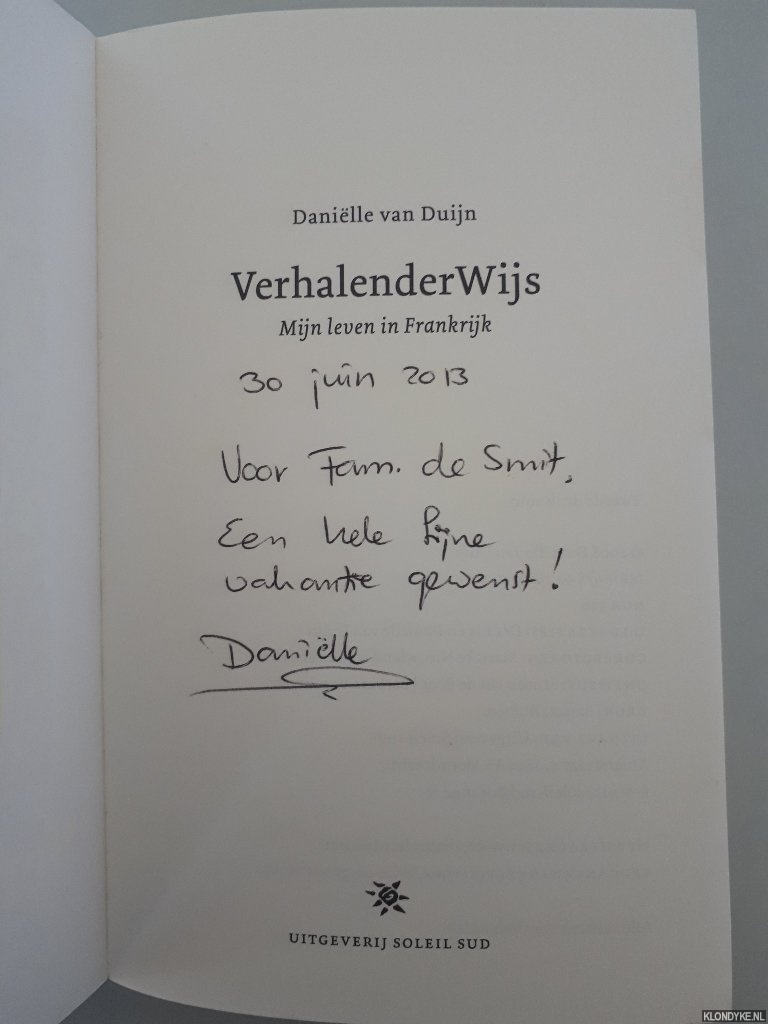 Daniëlle van Duijn
VerhalenderWijs
Mijn leven in Frankrijk
30 juin 2013
Voor Fam. de Smit,
Een hele fijne
vakantie gewenst!
Daniëlle
UITGEVERIJ SOLEIL SUD
KLONDYKE.NL